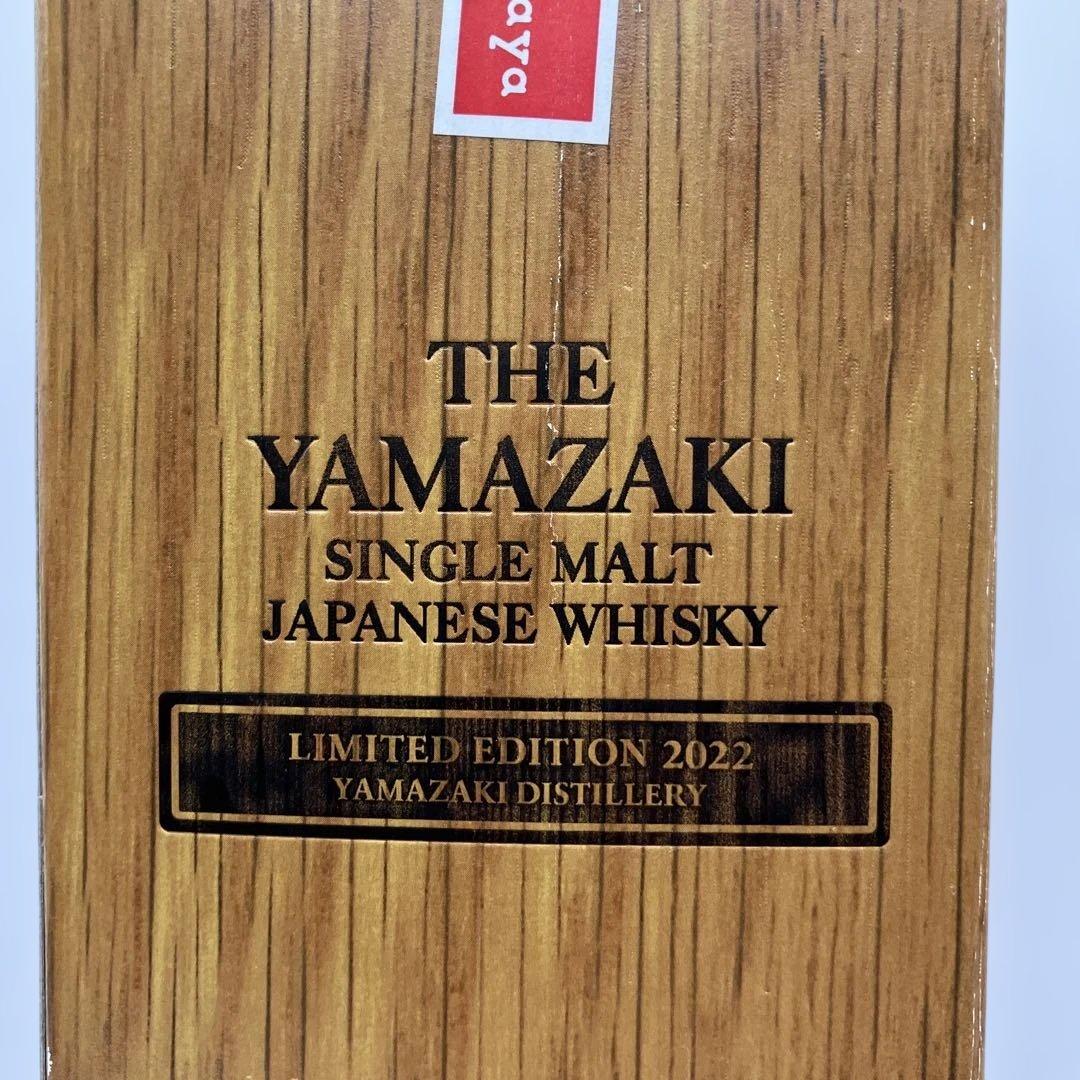 aya
THE
YAMAZAKI
SINGLE MALT
JAPANESE WHISKY
LIMITED EDITION 2022
YAMAZAKI DISTILLERY